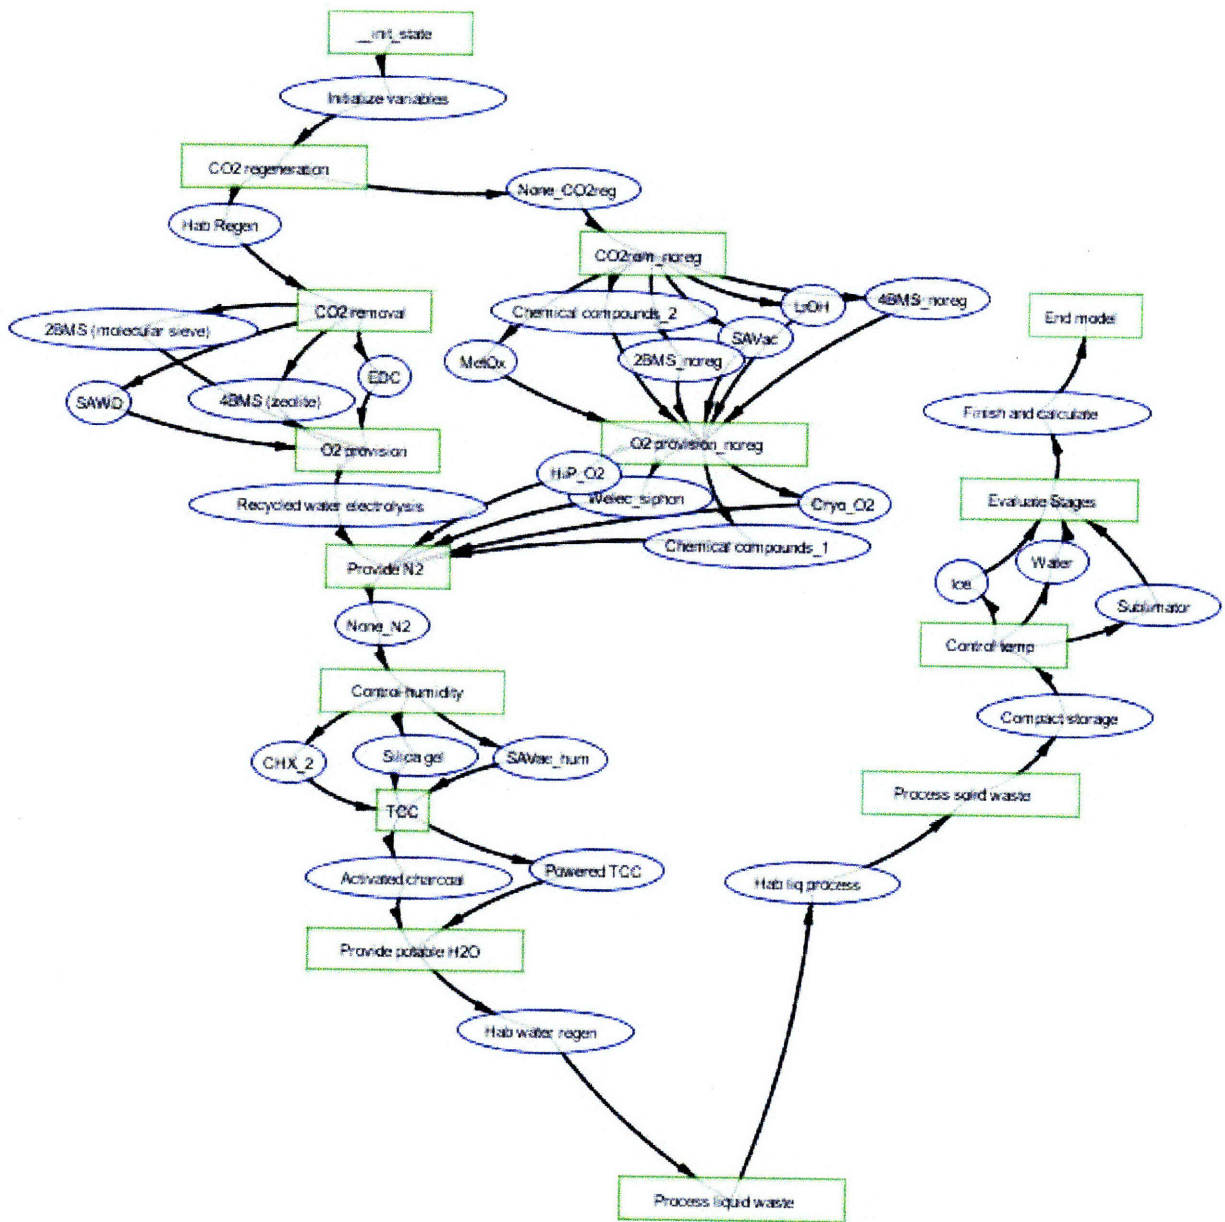 __init_state
Initialize variables
CO2 regeneration
None_CO2reg
Hab Regen
CO2rem_noreg
CO2 removal
Chemical compounds_2
LiOH
4BMS_noreg
2BMS (molecular sieve)
SAVac
End model
MetOx
2BMS_noreg
EDC
SAWD
4BMS (zeolite)
Finish and calculate
O2 provision
O2 provision_noreg
HiP_O2
Welec_siphon
Cryo_O2
Evaluate Stages
Recycled water electrolysis
Chemical compounds_1
Provide N2
Water
Ice
Sublimator
None_N2
Control temp
Control humidity
Compact storage
CHX_2
Silica gel
SAVac_hum
Process solid waste
TCC
Activated charcoal
Powered TCC
Hab liq process
Provide potable H2O
Hab water regen
Process liquid waste